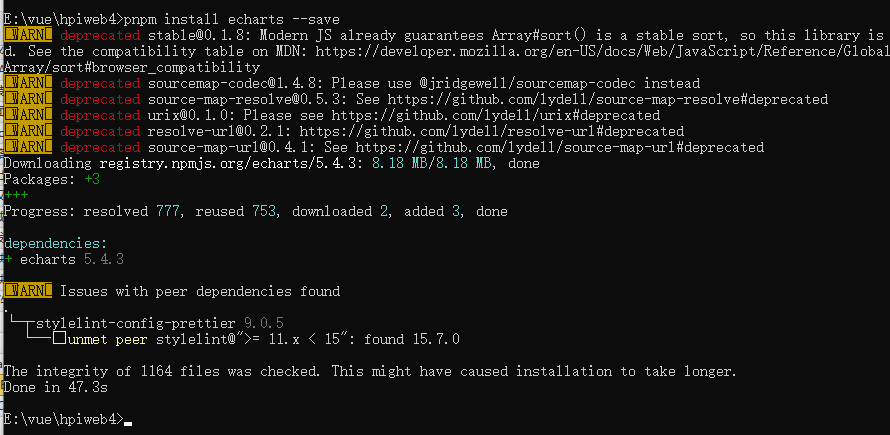 E:\vue\hpiweb4>pnpm install echarts --save
WARN deprecated stable@0.1.8: Modern JS already guarantees Array#sort() is a stable sort, so this library is
d. See the compatibility table on MDN: https://developer.mozilla.org/en-US/docs/Web/JavaScript/Reference/Global
Array/sort#browser_compatibility
WARN deprecated sourcemap-codec@1.4.8: Please use @jridgewell/sourcemap-codec instead
WARN deprecated source-map-resolve@0.5.3: See https://github.com/lydell/source-map-resolve#deprecated
WARN deprecated urix@0.1.0: Please see https://github.com/lydell/urix#deprecated
WARN deprecated resolve-url@0.2.1: https://github.com/lydell/resolve-url#deprecated
WARN deprecated source-map-url@0.4.1: See https://github.com/lydell/source-map-url#deprecated
Downloading registry.npmjs.org/echarts/5.4.3: 8.18 MB/8.18 MB, done
Packages: +3
+++
Progress: resolved 777, reused 753, downloaded 2, added 3, done
dependencies:
+ echarts 5.4.3
WARN Issues with peer dependencies found
.
└─┬stylelint-config-prettier 9.0.5
└──□unmet peer stylelint@">= 11.x < 15": found 15.7.0
The integrity of 1164 files was checked. This might have caused installation to take longer.
Done in 47.3s
E:\vue\hpiweb4>